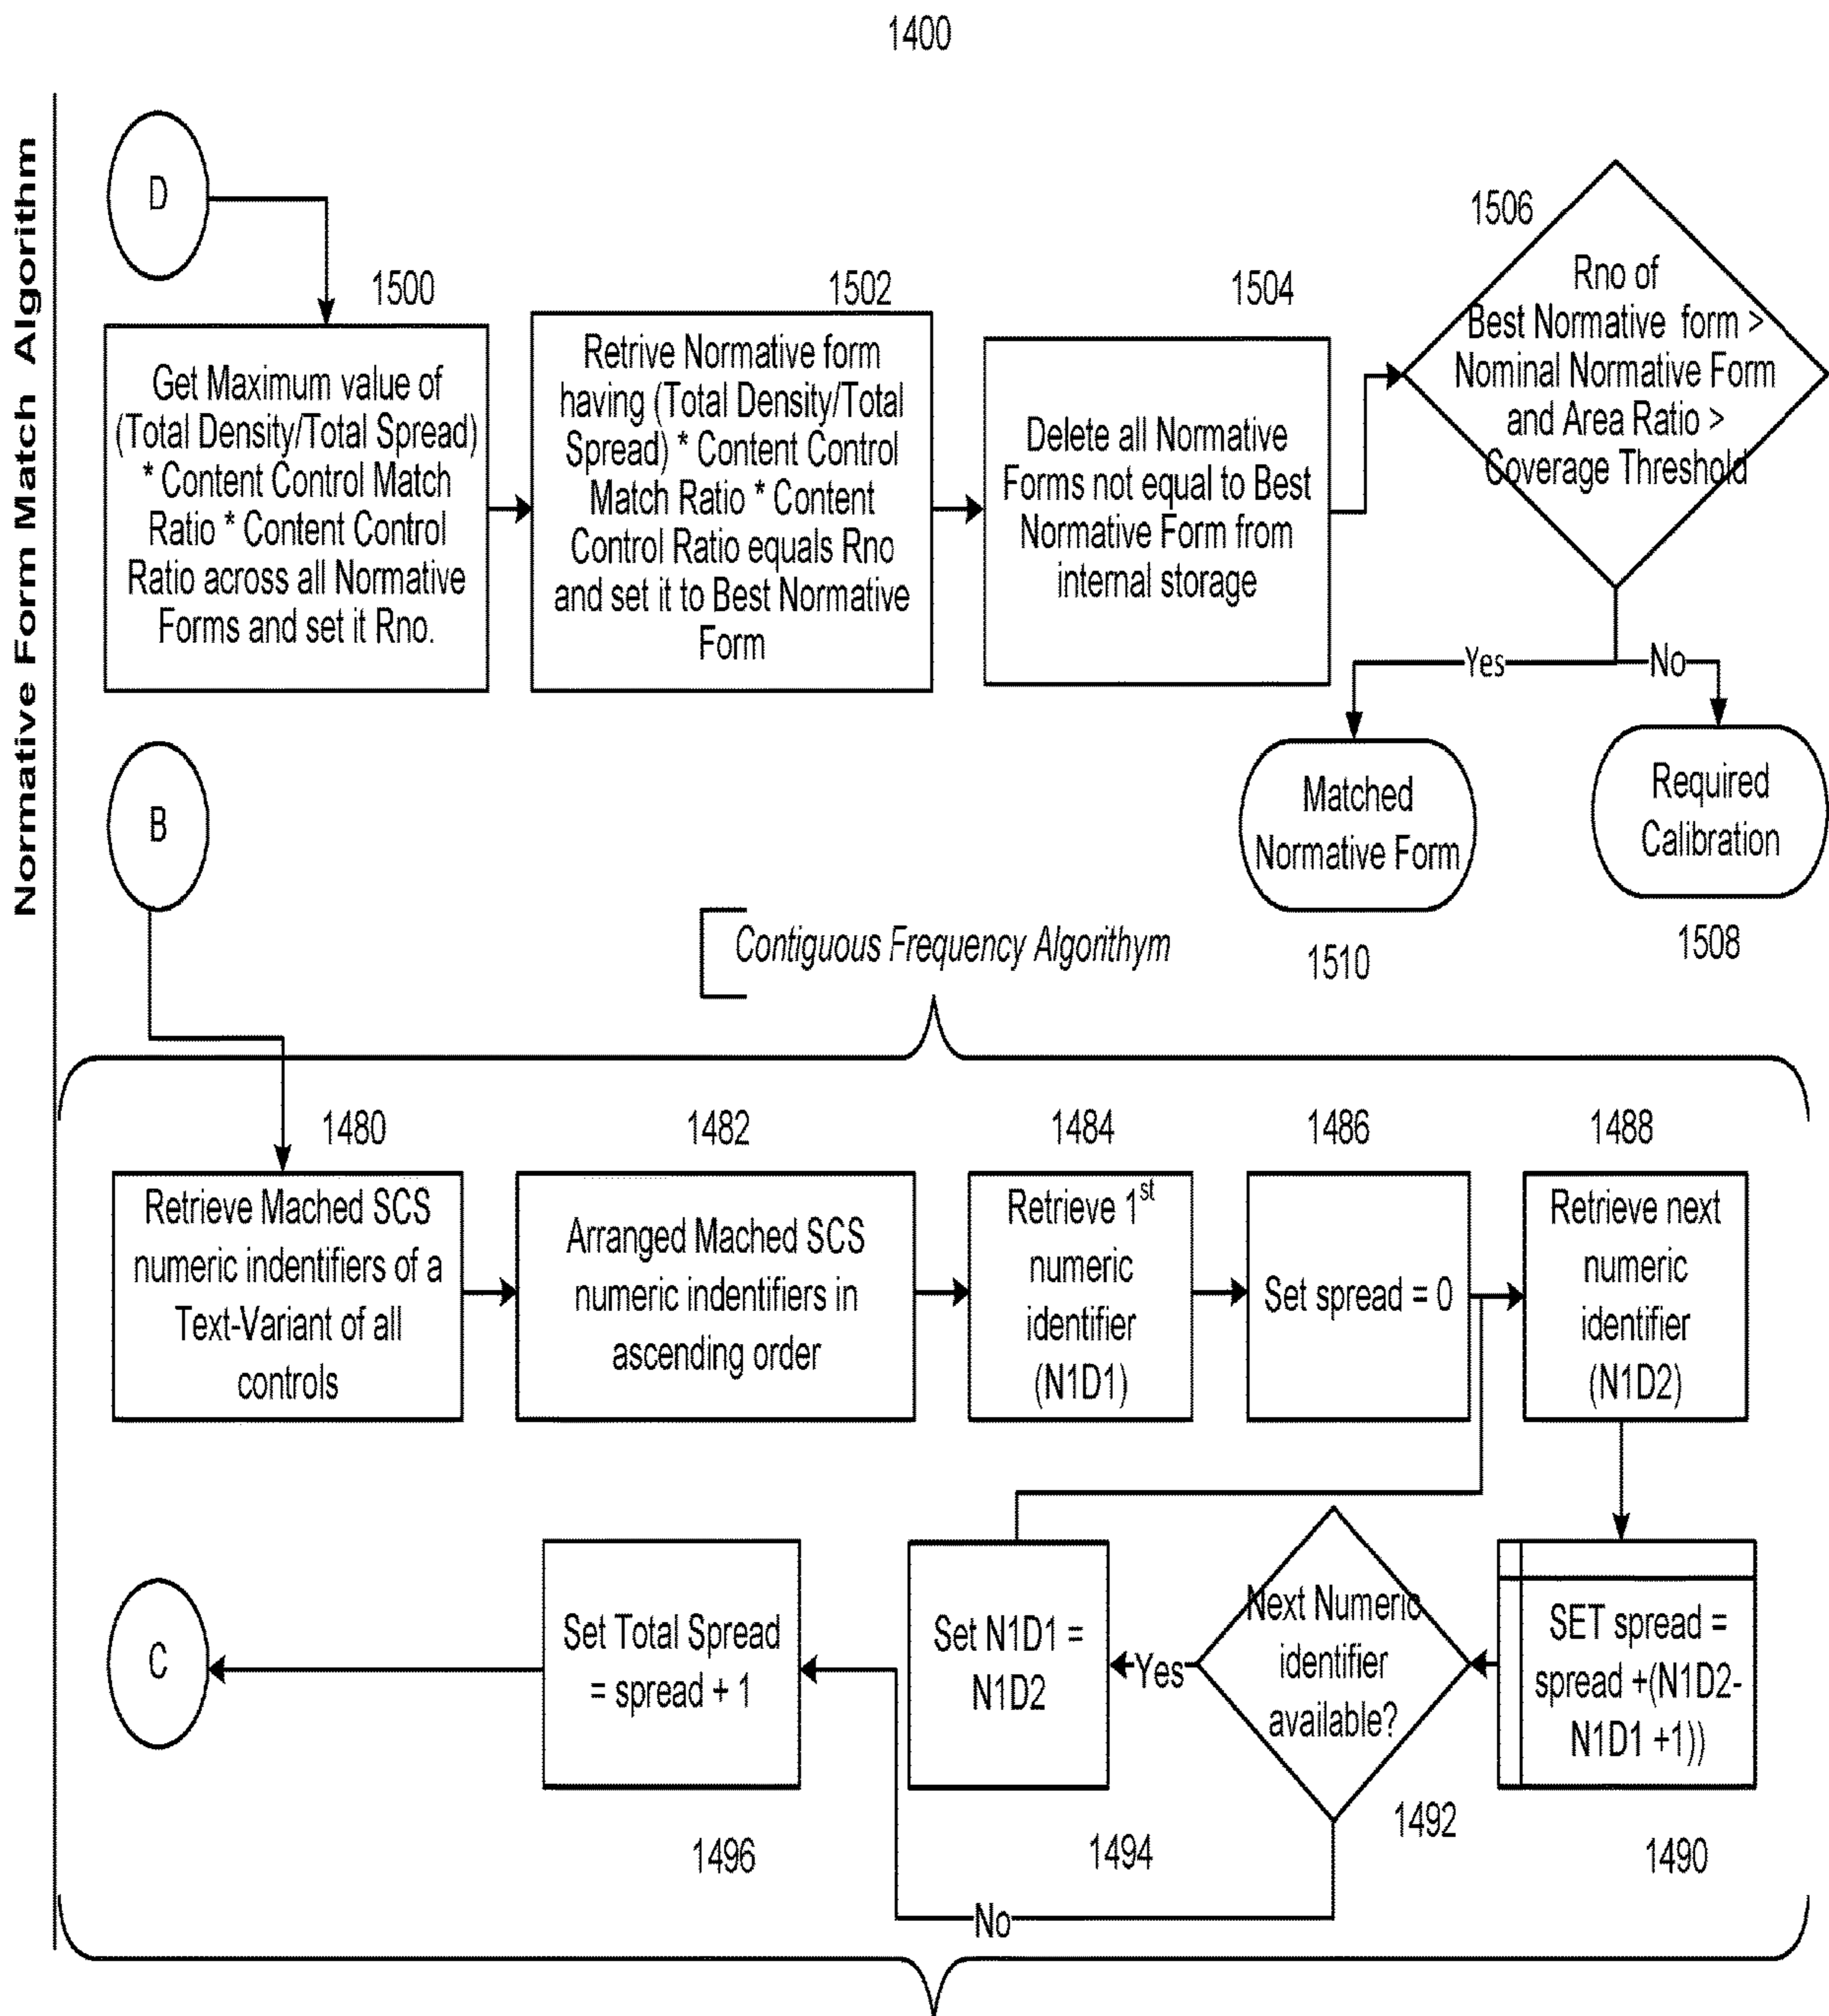 1400
Normative Form Match Algorithm
D
1500
Get Maximum value of
(Total Density/Total Spread)
* Content Control Match
Ratio * Content Control
Ratio across all Normative
Forms and set it Rno.
1502
Retrive Normative form
having (Total Density/Total
Spread) * Content Control
Match Ratio * Content
Control Ratio equals Rno
and set it to Best Normative
Form
1504
Delete all Normative
Forms not equal to Best
Normative Form from
internal storage
1506
Rno of
Best Normative form >
Nominal Normative Form
and Area Ratio >
Coverage Threshold
Yes
No
Matched
Normative Form
1510
Required
Calibration
1508
B
Contiguous Frequency Algorithym
1480
Retrieve Mached SCS
numeric indentifiers of a
Text-Variant of all
controls
1482
Arranged Mached SCS
numeric indentifiers in
ascending order
1484
Retrieve 1st
numeric
identifier
(N1D1)
1486
Set spread = 0
1488
Retrieve next
numeric
identifier
(N1D2)
SET spread =
spread +(N1D2-
N1D1 +1))
1490
Next Numeric
identifier
available?
1492
Yes
Set N1D1 =
N1D2
1494
No
Set Total Spread
= spread + 1
1496
C